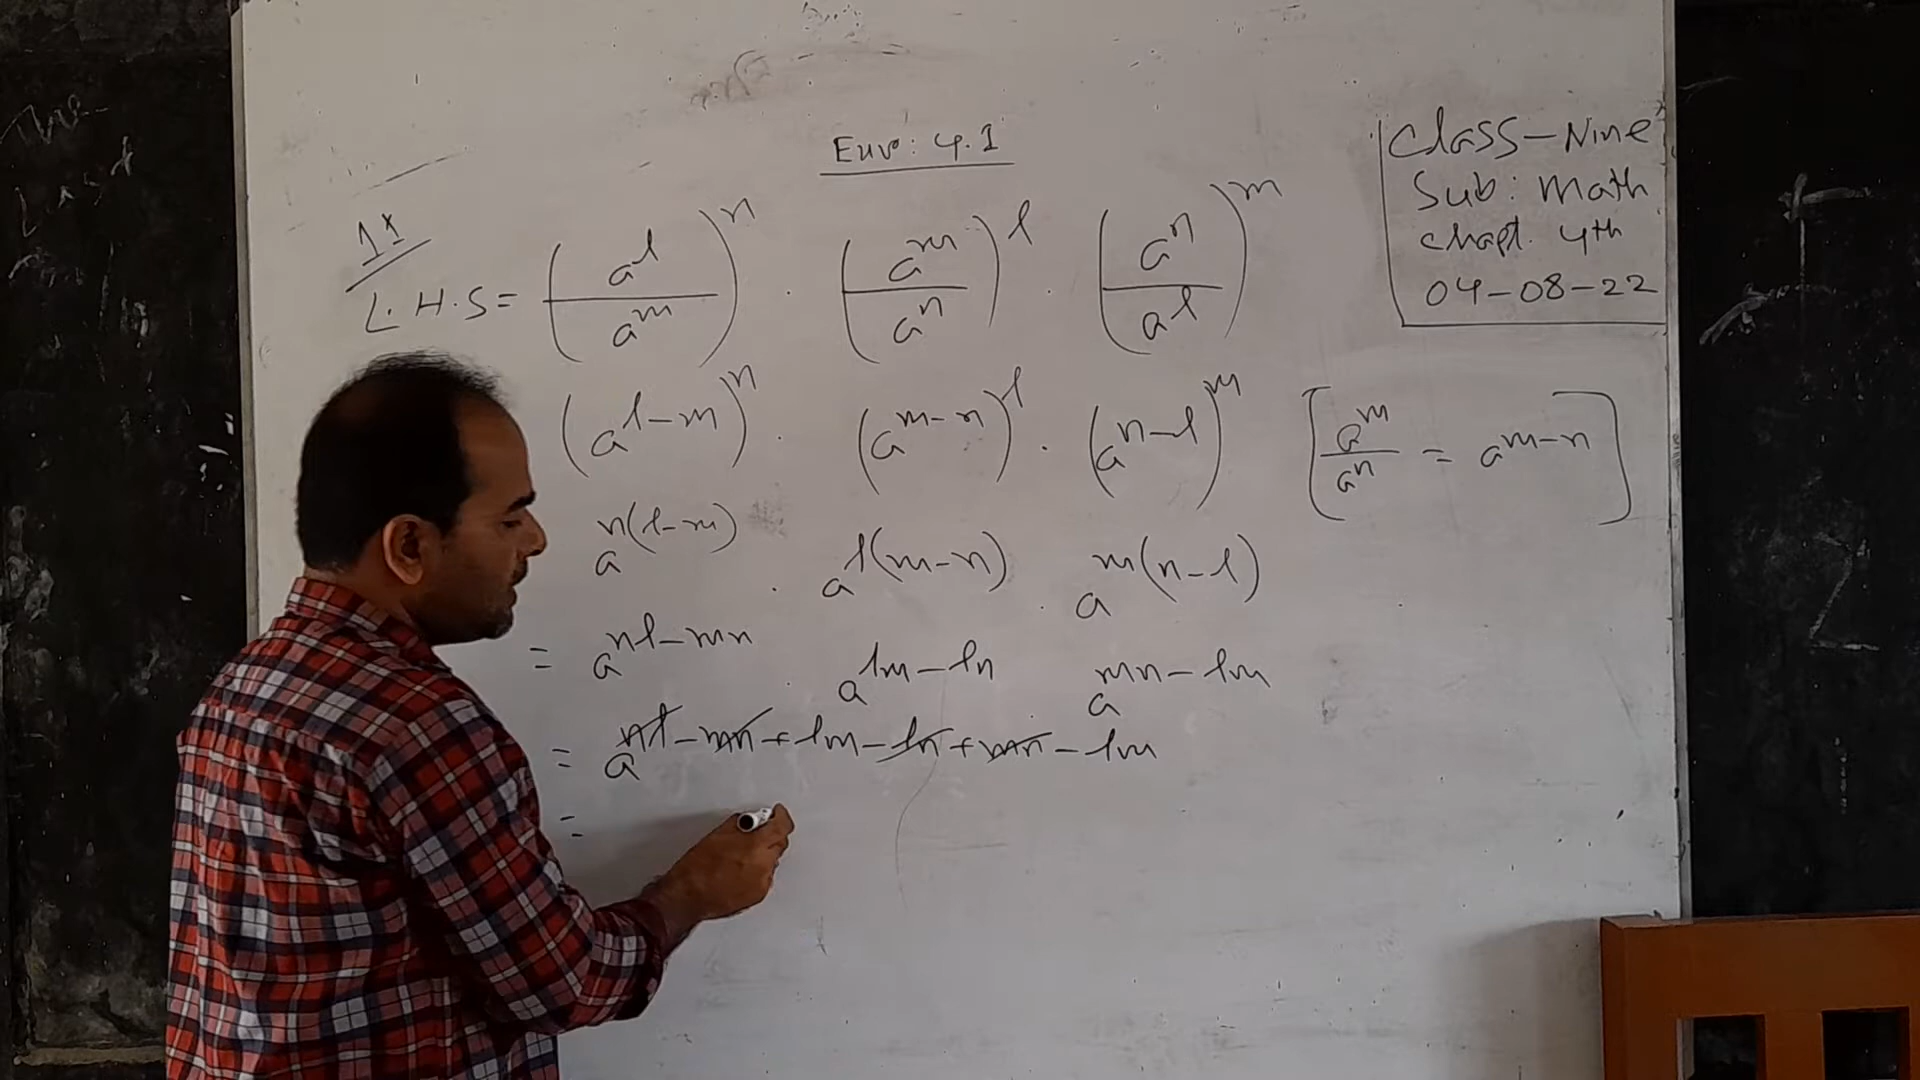 Exr: 4.1
Class-Nine
Sub: Math
Chapt. 4th
04-08-22
11
L.H.S = (a^l / a^m)^n . (a^m / a^n)^l . (a^n / a^l)^m
(a^{l-m})^n . (a^{m-n})^l . (a^{n-l})^m [a^m / a^n = a^{m-n}]
a^{n(l-m)} . a^{l(m-n)} . a^{m(n-l)}
= a^{nl-mn} . a^{lm-ln} a^{mn-lm}
= a^{nl-mn+lm-ln+mn-lm}
=